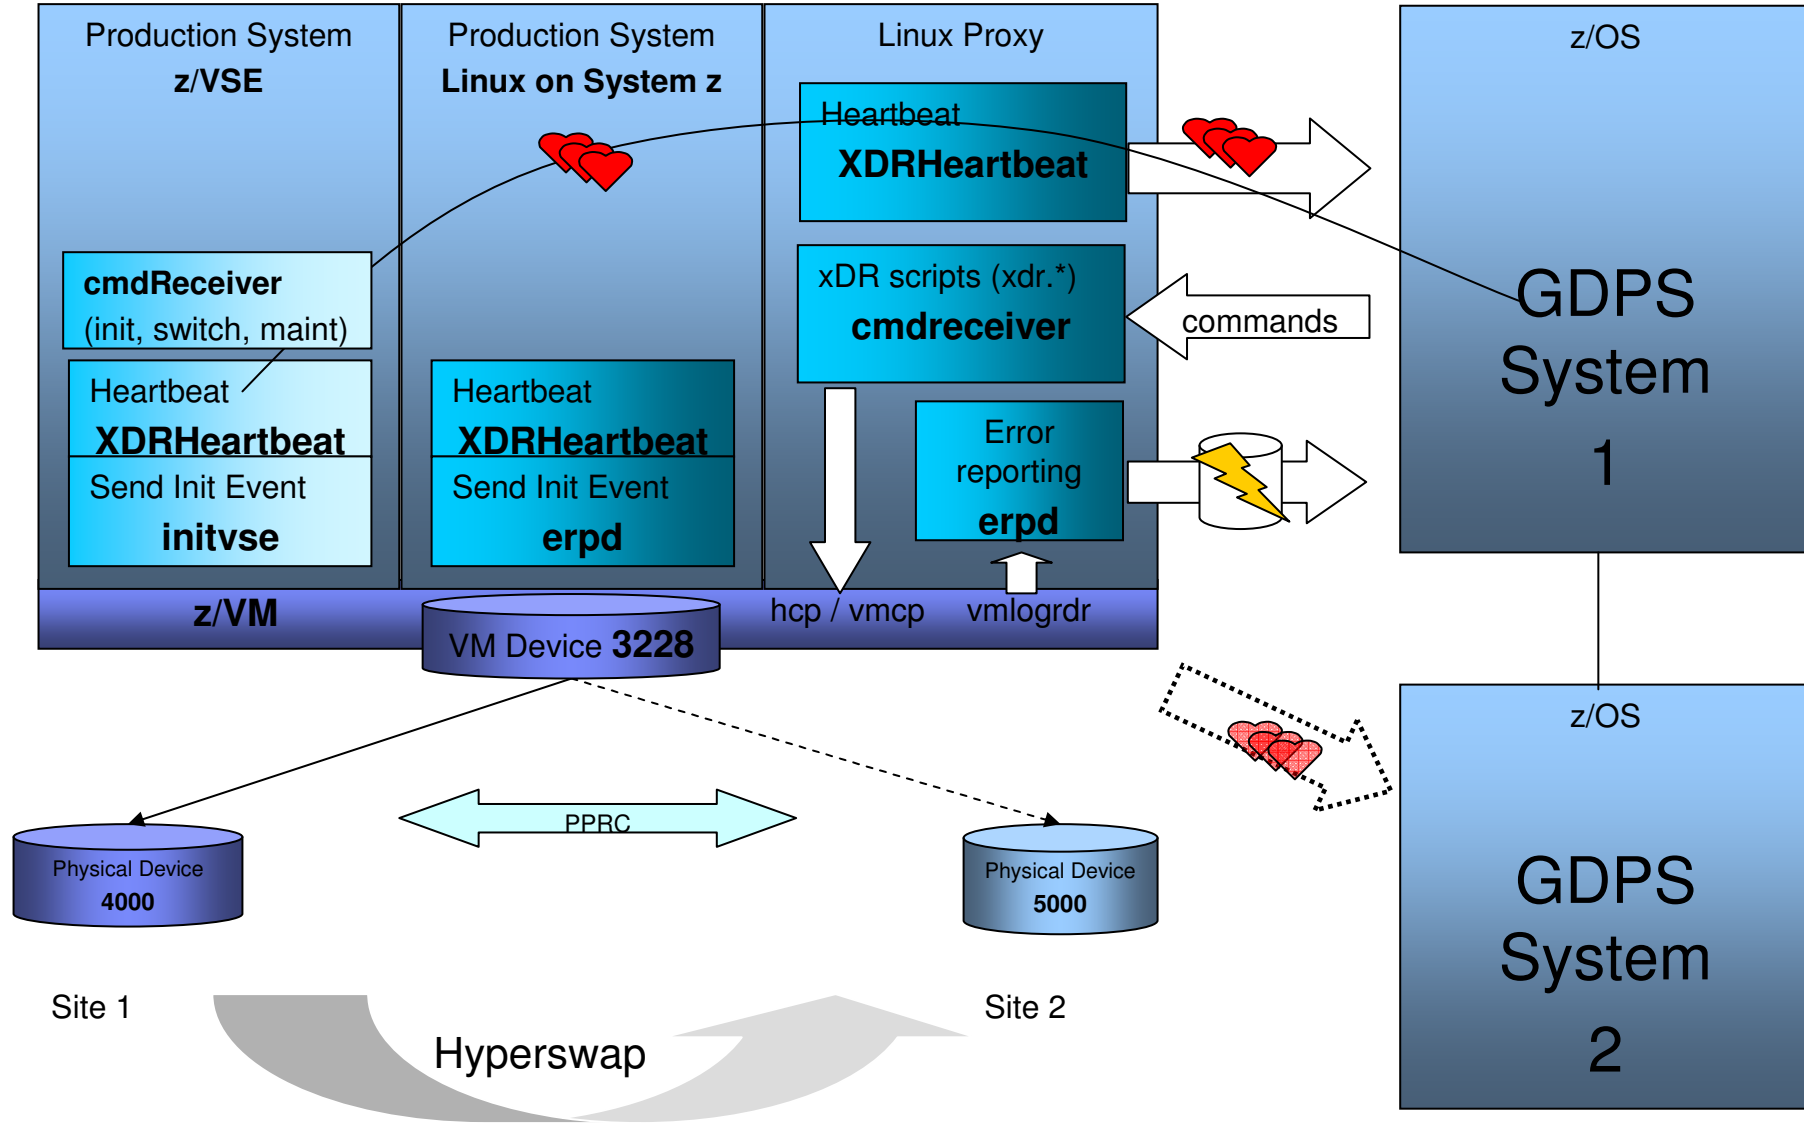 Production System
z/VSE
cmdReceiver
(init, switch, maint)
Heartbeat
XDRHeartbeat
Send Init Event
initvse
Production System
Linux on System z
Heartbeat
XDRHeartbeat
Send Init Event
erpd
Linux Proxy
Heartbeat
XDRHeartbeat
xDR scripts (xdr.*)
cmdreceiver
Error
reporting
erpd
commands
z/OS
GDPS
System
1
z/VM
VM Device 3228
hcp / vmcp
vmlogrdr
z/OS
GDPS
System
2
PPRC
Physical Device
4000
Physical Device
5000
Site 1
Site 2
Hyperswap